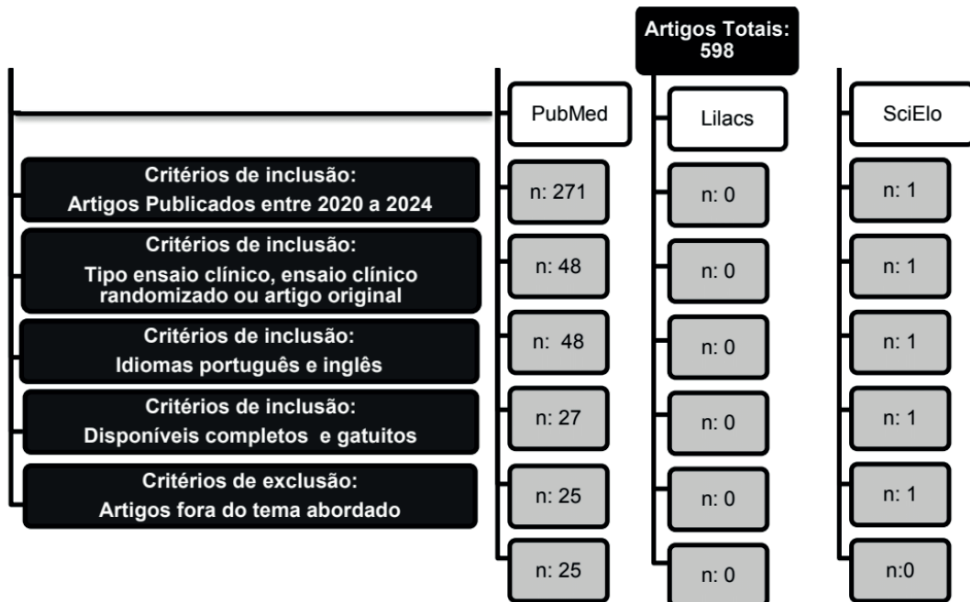 Artigos Totais:
598
PubMed
Lilacs
SciElo
Critérios de inclusão:
Artigos Publicados entre 2020 a 2024
n: 271
n: 0
n: 1
Critérios de inclusão:
Tipo ensaio clínico, ensaio clínico
randomizado ou artigo original
n: 48
n: 0
n: 1
Critérios de inclusão:
Idiomas português e inglês
n: 48
n: 0
n: 1
Critérios de inclusão:
Disponíveis completos e gatuitos
n: 27
n: 0
n: 1
Critérios de exclusão:
Artigos fora do tema abordado
n: 25
n: 0
n: 1
n: 25
n: 0
n:0